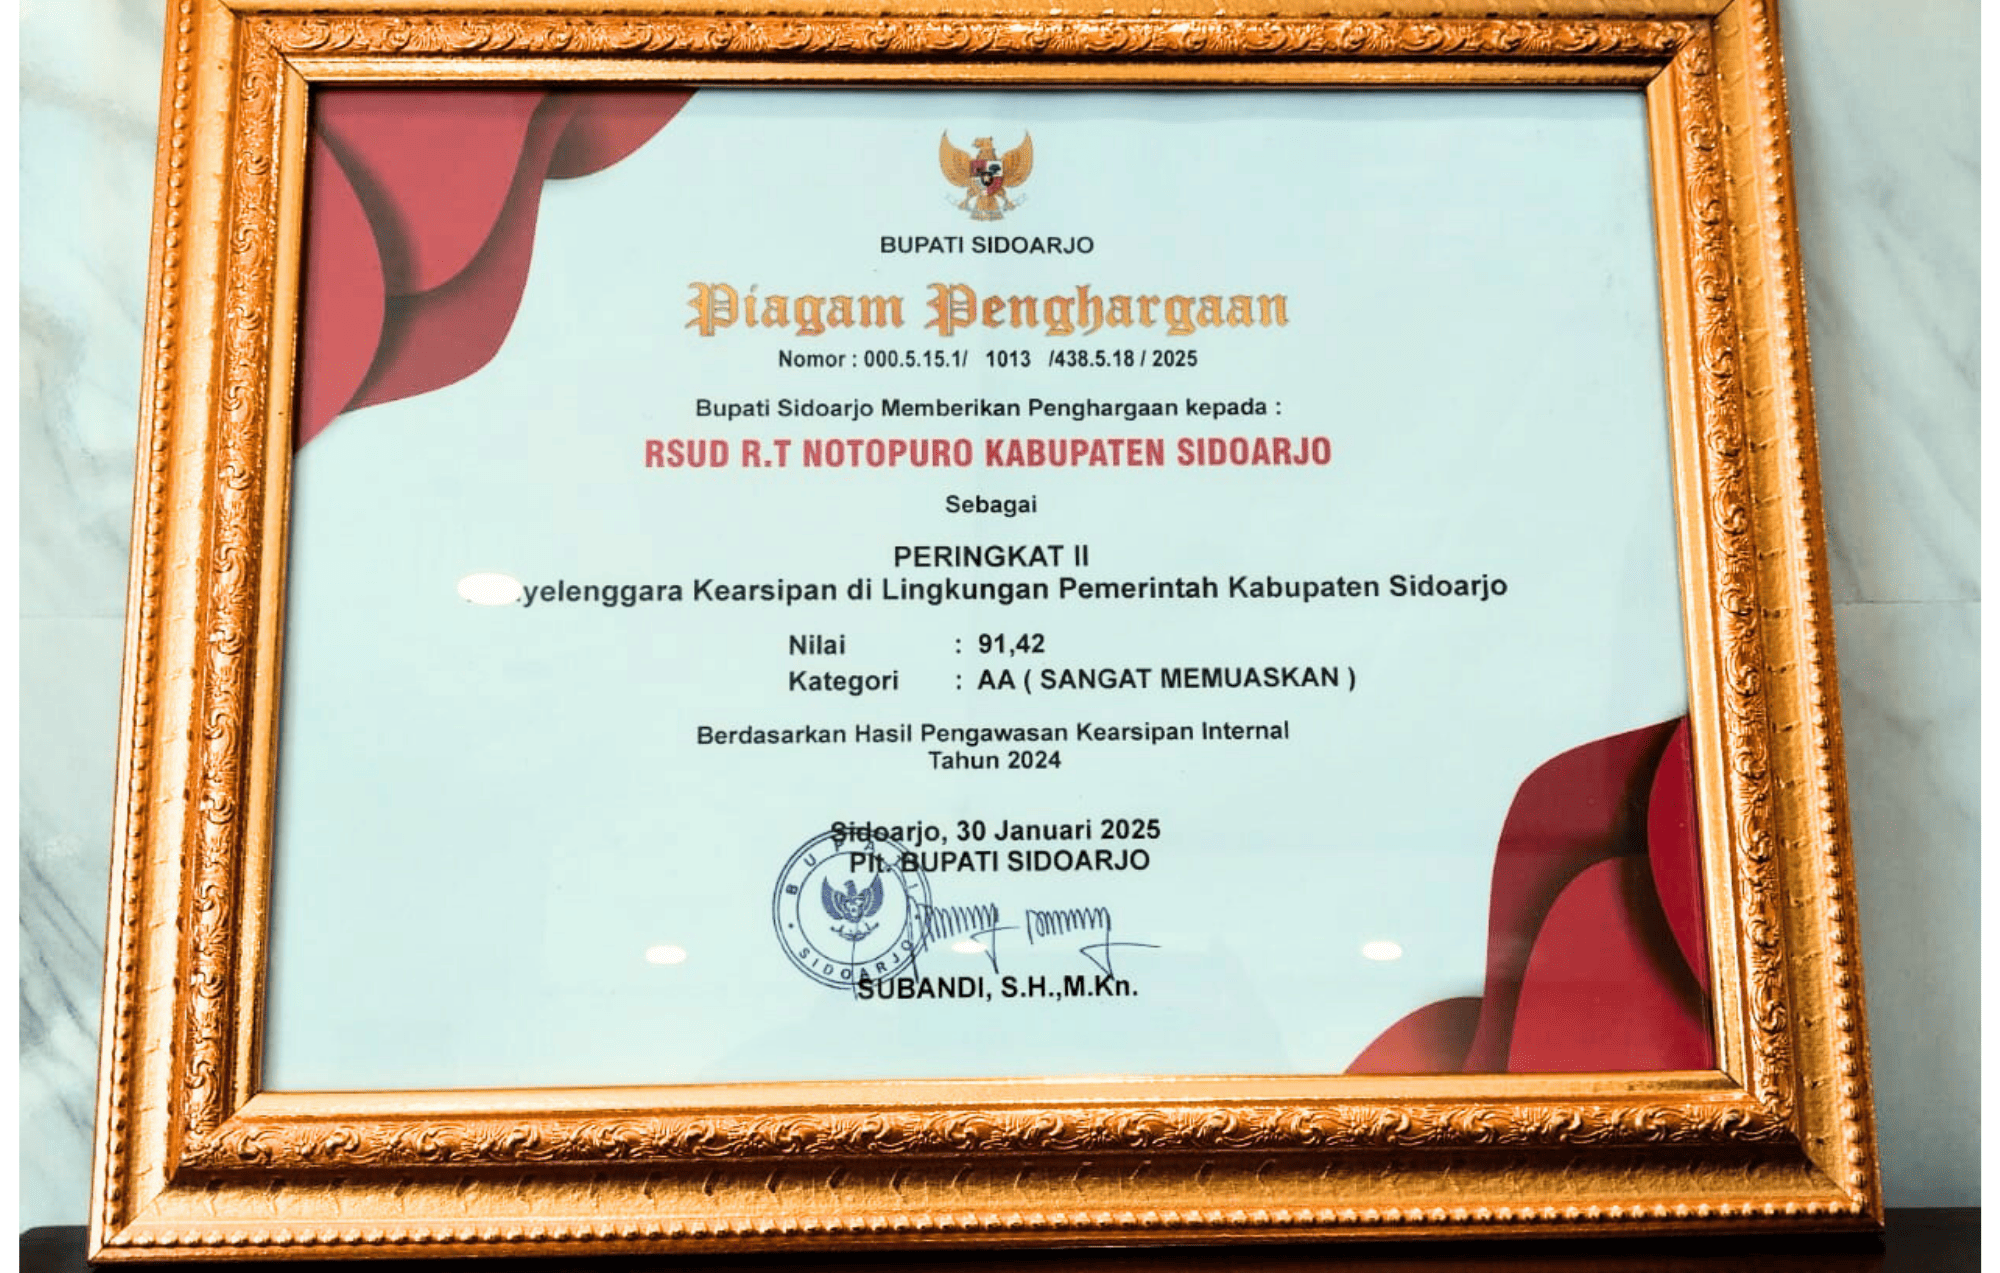 BUPATI SIDOARJO
Piagam Penghargaan
Nomor : 000.5.15.1/ 1013 /438.5.18 / 2025
Bupati Sidoarjo Memberikan Penghargaan kepada :
RSUD R.T NOTOPURO KABUPATEN SIDOARJO
Sebagai
PERINGKAT II
yelenggara Kearsipan di Lingkungan Pemerintah Kabupaten Sidoarjo
Nilai : 91,42
Kategori : AA ( SANGAT MEMUASKAN )
Berdasarkan Hasil Pengawasan Kearsipan Internal
Tahun 2024
Sidoarjo, 30 Januari 2025
Plt. BUPATI SIDOARJO
BUPATI
SIDOARJO
SUBANDI, S.H.,M.Kn.